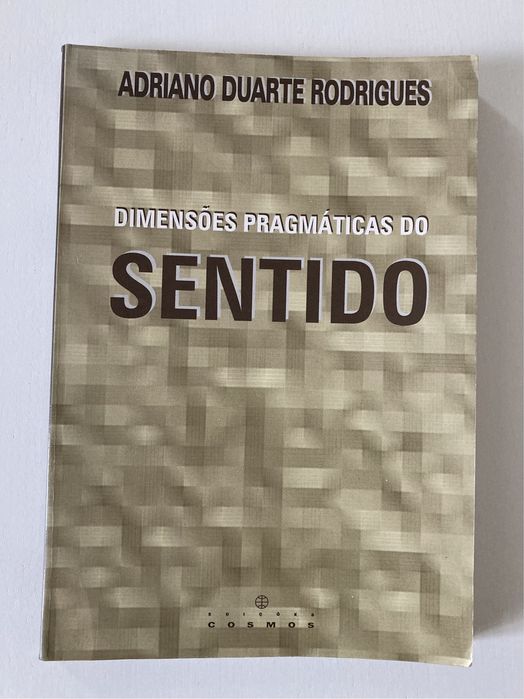 ADRIANO DUARTE RODRIGUES
DIMENSÕES PRAGMÁTICAS DO
SENTIDO
EDIÇÕES
COSMOS